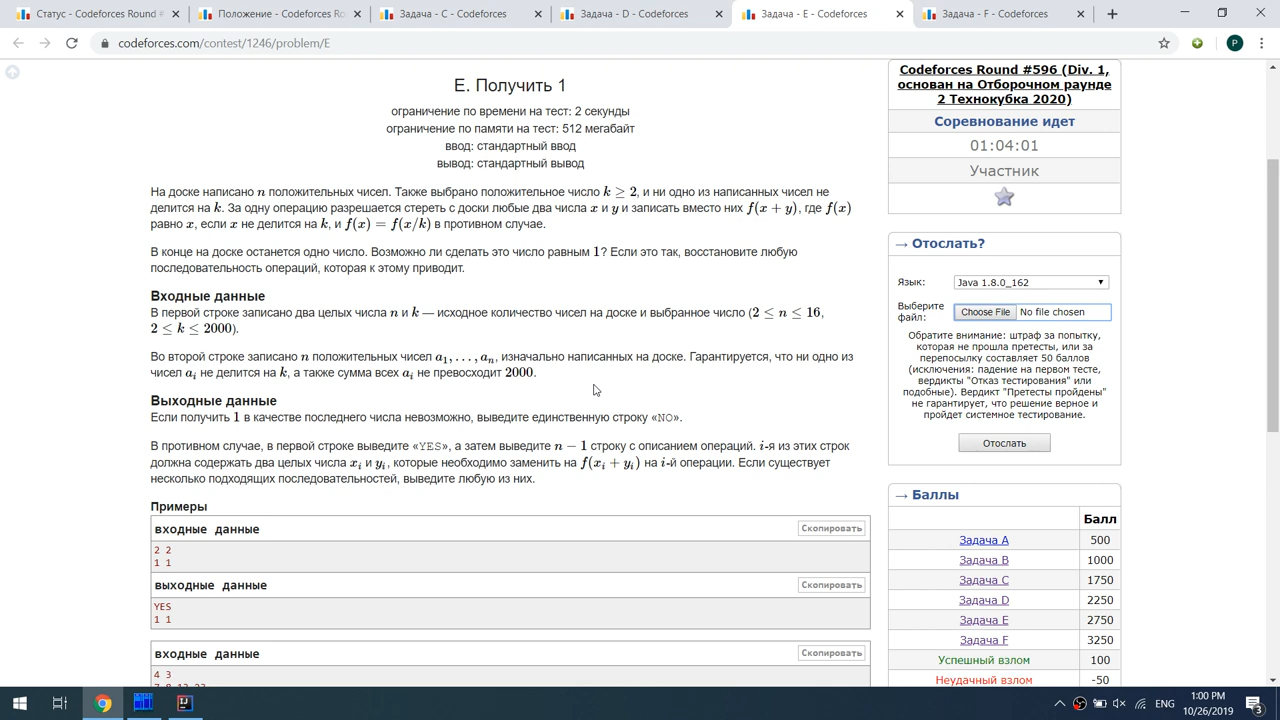 Статус - Codeforces Round #
Положение - Codeforces Ro
Задача - C - Codeforces
Задача - D - Codeforces
Задача - E - Codeforces
Задача - F - Codeforces
codeforces.com/contest/1246/problem/E
P
E. Получить 1
ограничение по времени на тест: 2 секунды
ограничение по памяти на тест: 512 мегабайт
ввод: стандартный ввод
вывод: стандартный вывод
На доске написано n положительных чисел. Также выбрано положительное число k ≥ 2, и ни одно из написанных чисел не
делится на k. За одну операцию разрешается стереть с доски любые два числа x и y и записать вместо них f(x + y), где f(x)
равно x, если x не делится на k, и f(x) = f(x/k) в противном случае.
В конце на доске останется одно число. Возможно ли сделать это число равным 1? Если это так, восстановите любую
последовательность операций, которая к этому приводит.
Входные данные
В первой строке записано два целых числа n и k — исходное количество чисел на доске и выбранное число (2 ≤ n ≤ 16,
2 ≤ k ≤ 2000).
Во второй строке записано n положительных чисел a1, . . . , an, изначально написанных на доске. Гарантируется, что ни одно из
чисел ai не делится на k, а также сумма всех ai не превосходит 2000.
Выходные данные
Если получить 1 в качестве последнего числа невозможно, выведите единственную строку «NO».
В противном случае, в первой строке выведите «YES», а затем выведите n − 1 строку с описанием операций. i-я из этих строк
должна содержать два целых числа xi и yi, которые необходимо заменить на f(xi + yi) на i-й операции. Если существует
несколько подходящих последовательностей, выведите любую из них.
Примеры
входные данные
Скопировать
2 2
1 1
выходные данные
Скопировать
YES
1 1
входные данные
Скопировать
4 3
Codeforces Round #596 (Div. 1,
основан на Отборочном раунде
2 Технокубка 2020)
Соревнование идет
01:04:01
Участник
→ Отослать?
Язык:
Java 1.8.0_162
Выберите
файл:
Choose File
No file chosen
Обратите внимание: штраф за попытку,
которая не прошла претесты, или за
перепосылку составляет 50 баллов
(исключения: падение на первом тесте,
вердикты "Отказ тестирования" или
подобные). Вердикт "Претесты пройдены"
не гарантирует, что решение верное и
пройдет системное тестирование.
Отослать
→ Баллы
Балл
Задача A 500
Задача B 1000
Задача C 1750
Задача D 2250
Задача E 2750
Задача F 3250
Успешный взлом 100
Неудачный взлом -50
ENG
1:00 PM
10/26/2019
3